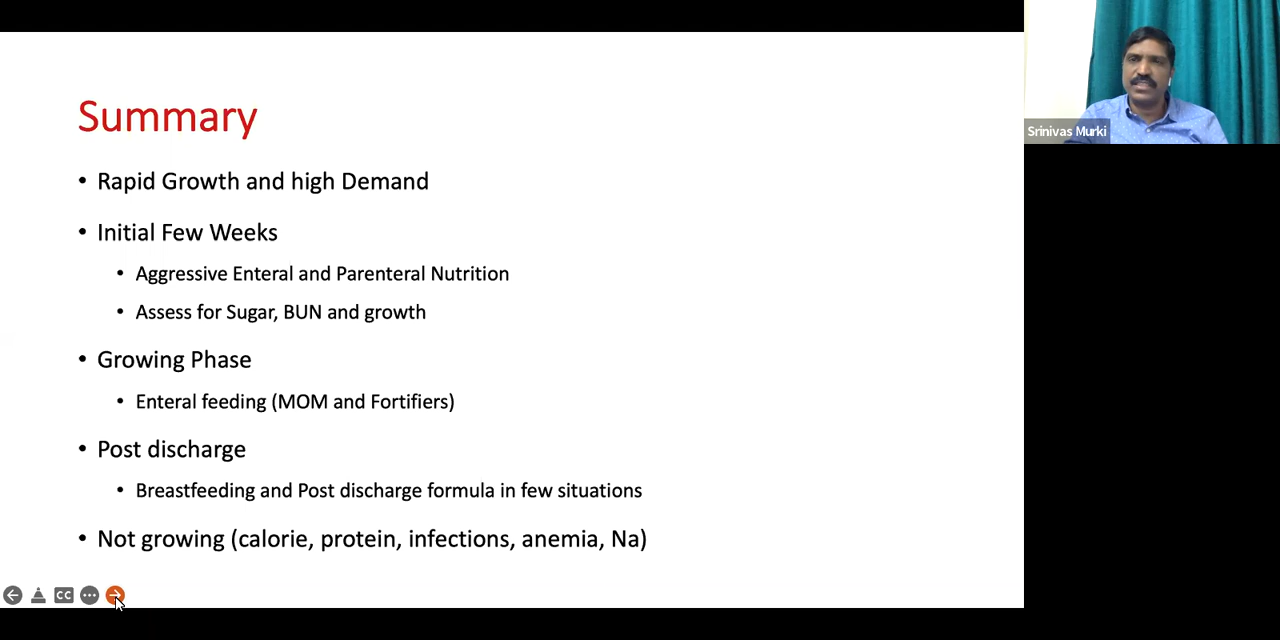 Summary
• Rapid Growth and high Demand
• Initial Few Weeks
• Aggressive Enteral and Parenteral Nutrition
• Assess for Sugar, BUN and growth
• Growing Phase
• Enteral feeding (MOM and Fortifiers)
• Post discharge
• Breastfeeding and Post discharge formula in few situations
• Not growing (calorie, protein, infections, anemia, Na)
CC
Srinivas Murki